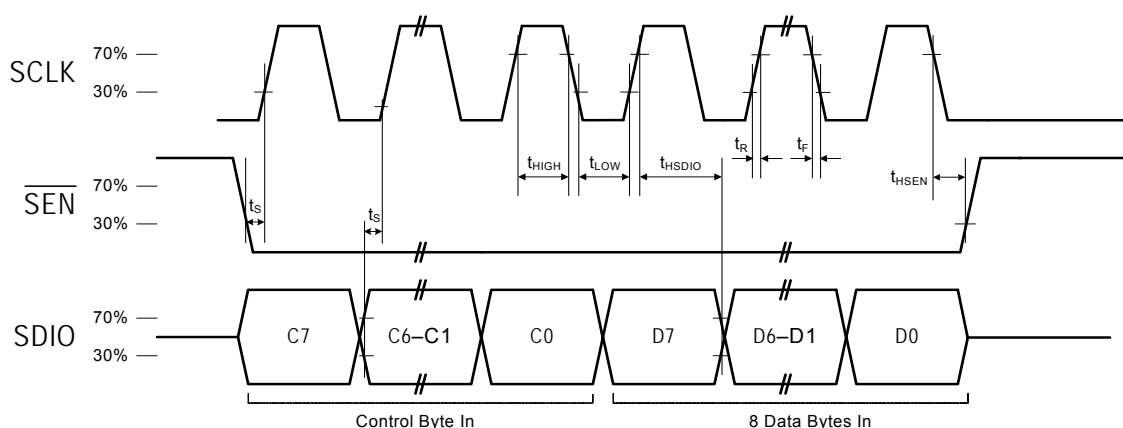 SCLK
70%
30%
tHIGH
tLOW
tHSDIO
tR
tF
tHSEN
SEN
70%
30%
tS
tS
SDIO
70%
30%
C7
C6–C1
C0
D7
D6–D1
D0
Control Byte In
8 Data Bytes In